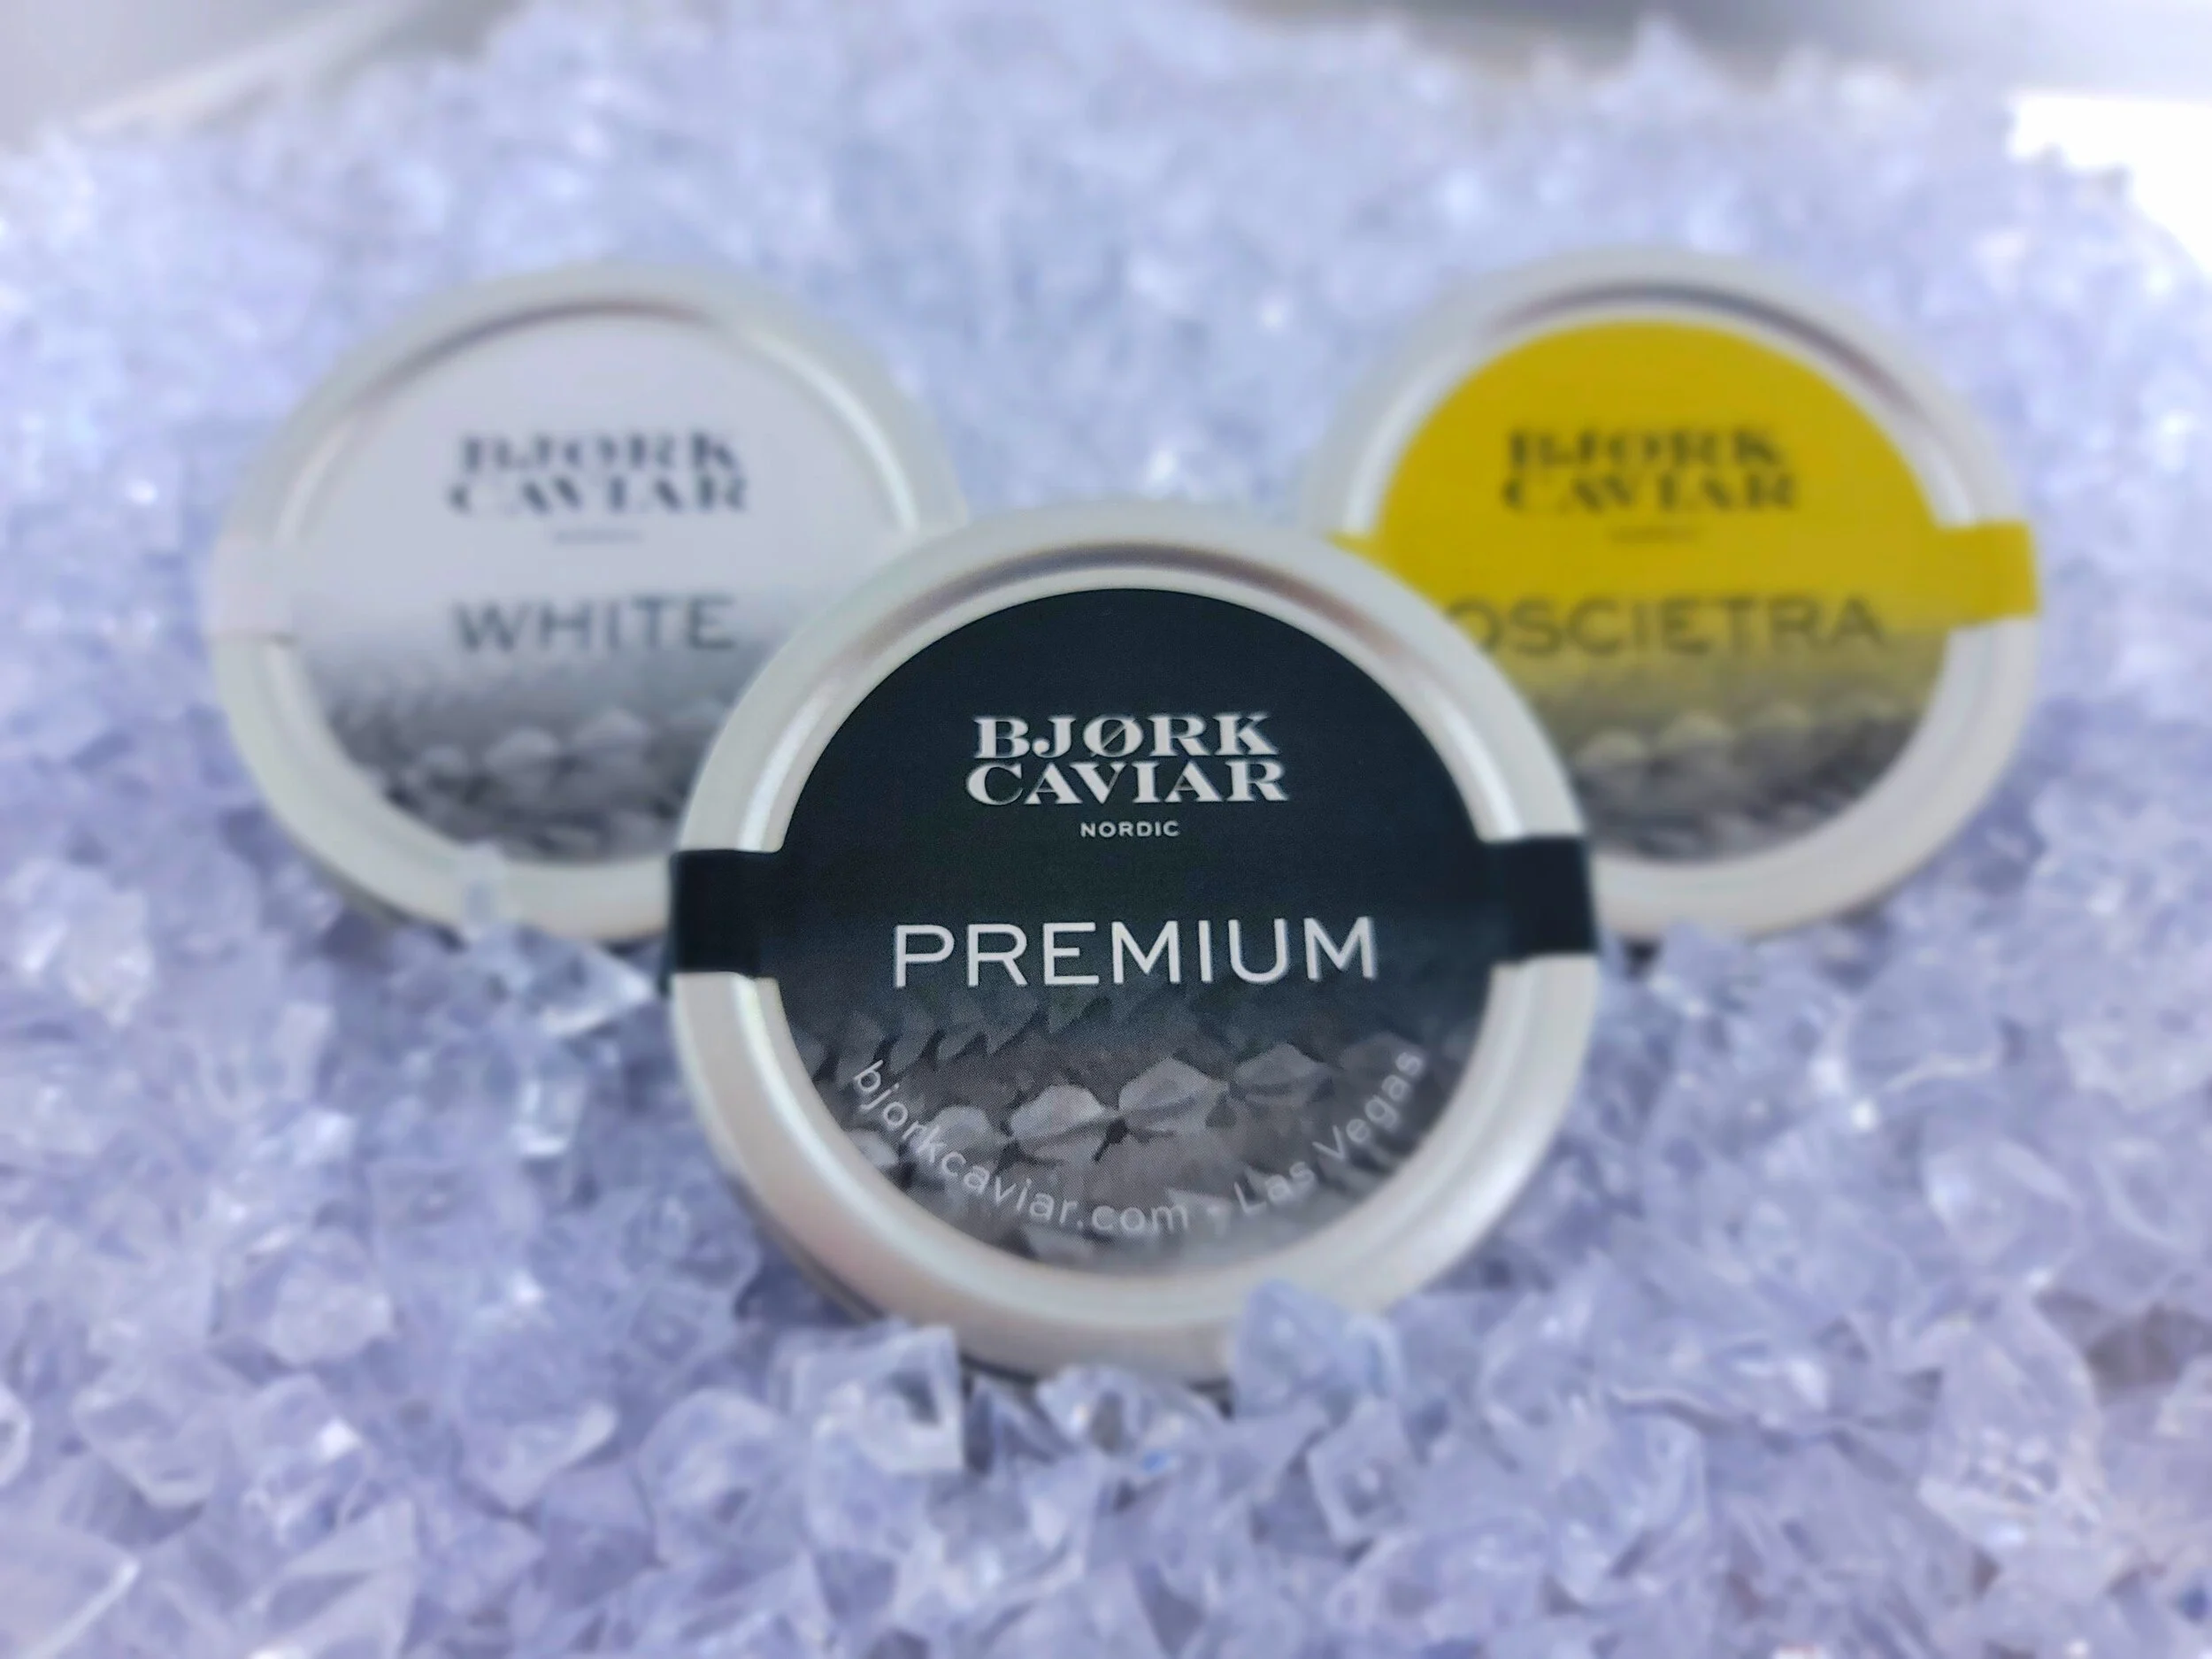 BJØRK
CAVIAR
WHITE
BJØRK
CAVIAR
OSCIETRA
BJØRK
CAVIAR
NORDIC
PREMIUM
bjorkcaviar.com - Las Vegas